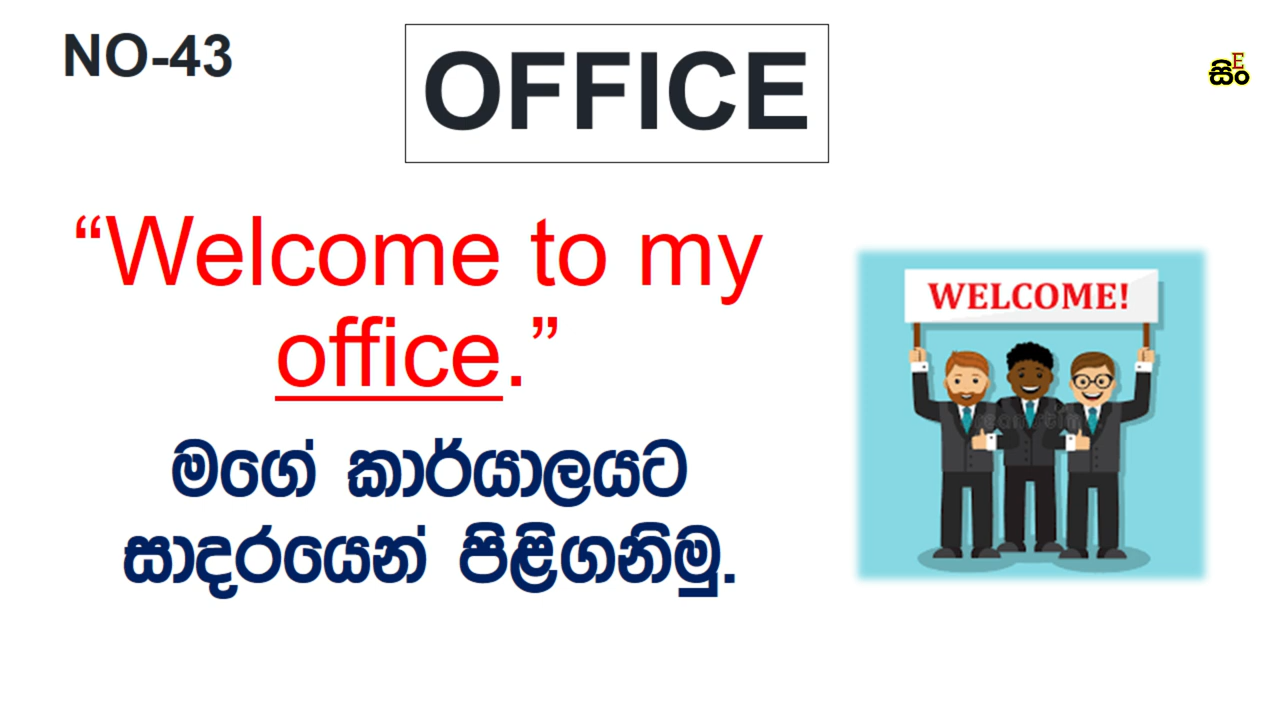 NO-43
OFFICE
සිං
E
“Welcome to my
office.”
WELCOME!
මගේ කාර්යාලයට
සාදරයෙන් පිළිගනිමු.